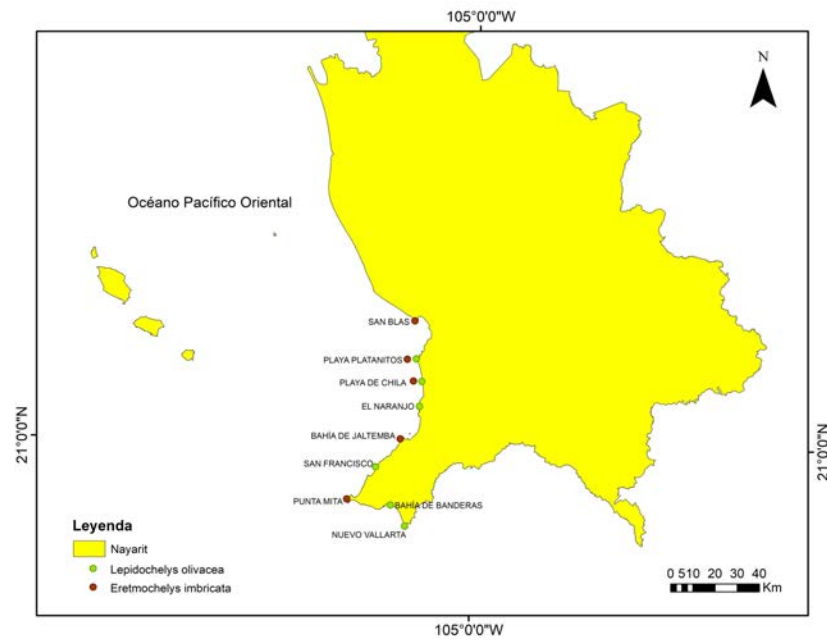 105°0'0"W
N
Océano Pacífico Oriental
SAN BLAS
PLAYA PLATANITOS
PLAYA DE CHILA
EL NARANJO
21°0'0"N
BAHÍA DE JALTEMBA
21°0'0"N
SAN FRANCISCO
PUNTA MITA
BAHÍA DE BANDERAS
NUEVO VALLARTA
Leyenda
Nayarit
Lepidochelys olivacea
Eretmochelys imbricata
0 5 10 20 30 40
Km
105°0'0"W